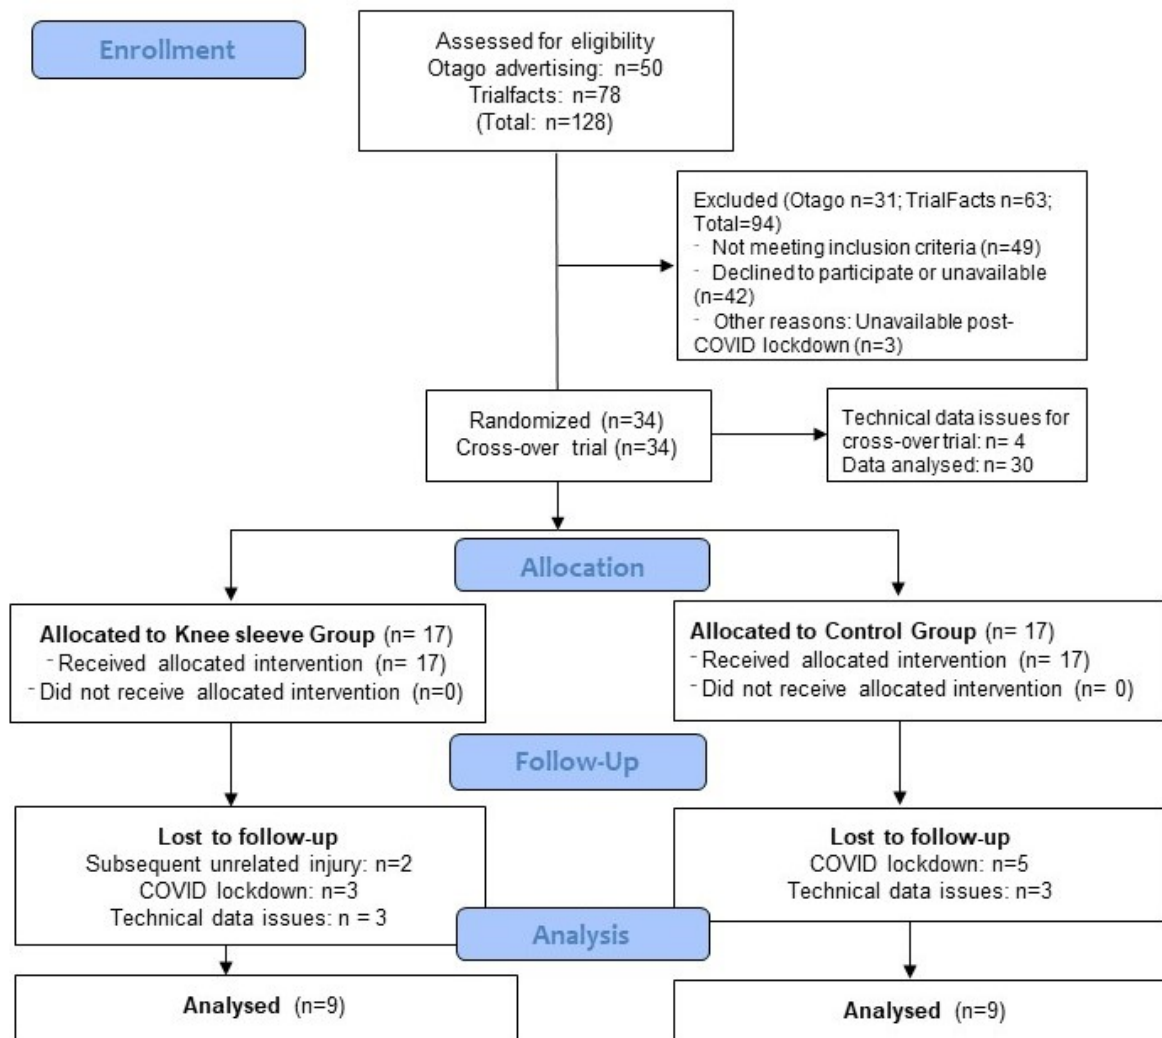 Enrollment
Assessed for eligibility
Otago advertising: n=50
Trialfacts: n=78
(Total: n=128)
Excluded (Otago n=31; TrialFacts n=63;
Total=94)
- Not meeting inclusion criteria (n=49)
- Declined to participate or unavailable
(n=42)
- Other reasons: Unavailable post-
COVID lockdown (n=3)
Randomized (n=34)
Cross-over trial (n=34)
Technical data issues for
cross-over trial: n= 4
Data analysed: n= 30
Allocation
Allocated to Knee sleeve Group (n= 17)
- Received allocated intervention (n= 17)
- Did not receive allocated intervention (n=0)
Allocated to Control Group (n= 17)
- Received allocated intervention (n= 17)
- Did not receive allocated intervention (n= 0)
Follow-Up
Lost to follow-up
Subsequent unrelated injury: n=2
COVID lockdown: n=3
Technical data issues: n = 3
Lost to follow-up
COVID lockdown: n=5
Technical data issues: n=3
Analysis
Analysed (n=9)
Analysed (n=9)